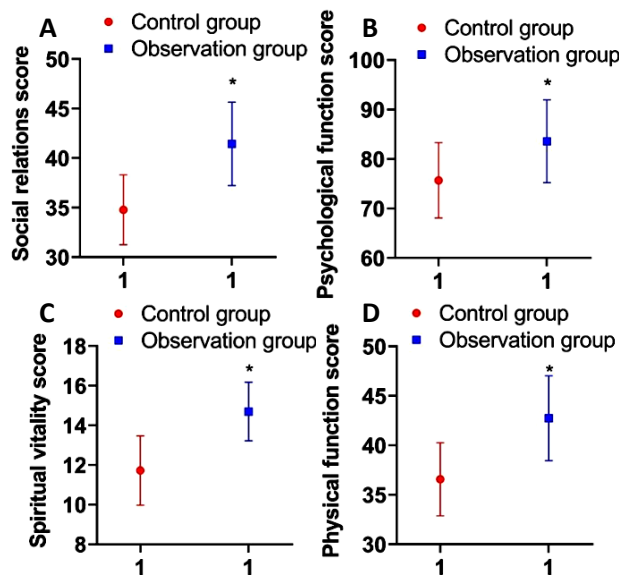 A
Control group
Observation group
Social relations score
50
45
40
35
30
*
1
1
B
Control group
Observation group
Psychological function score
100
90
80
70
60
*
1
1
C
Control group
Observation group
Spiritual vitality score
18
16
14
12
10
8
*
1
1
D
Control group
Observation group
Physical function score
50
45
40
35
30
*
1
1